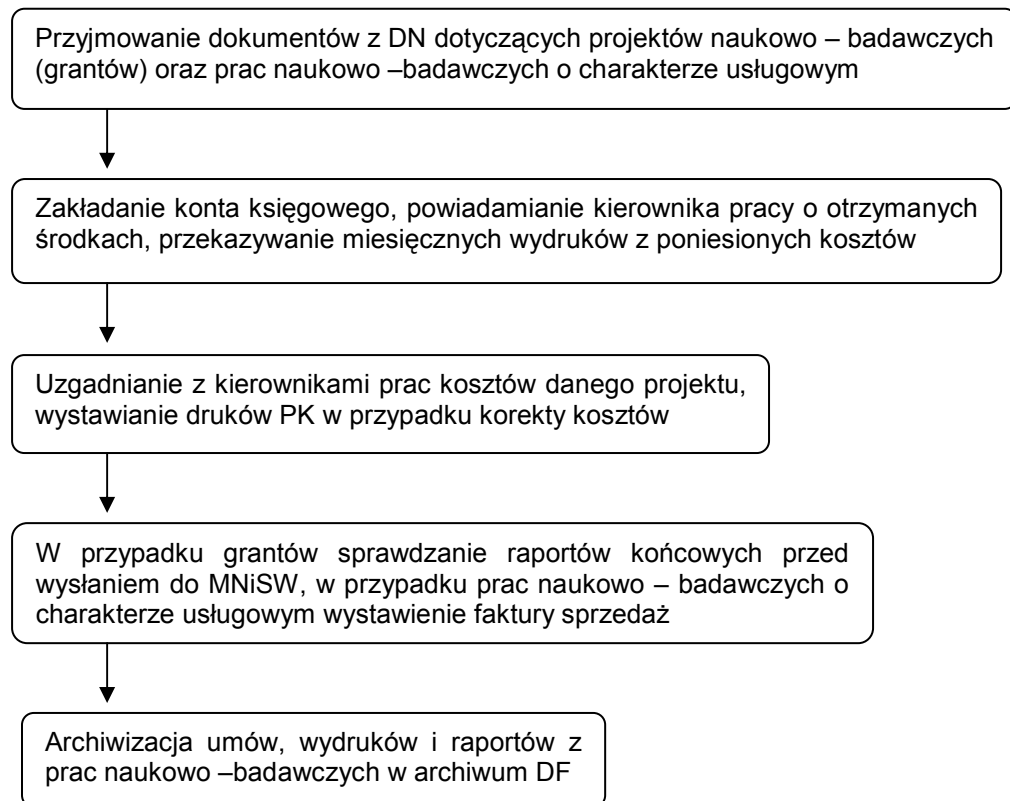 Przyjmowanie dokumentów z DN dotyczących projektów naukowo – badawczych
(grantów) oraz prac naukowo –badawczych o charakterze usługowym
Zakładanie konta księgowego, powiadamianie kierownika pracy o otrzymanych
środkach, przekazywanie miesięcznych wydruków z poniesionych kosztów
Uzgadnianie z kierownikami prac kosztów danego projektu,
wystawianie druków PK w przypadku korekty kosztów
W przypadku grantów sprawdzanie raportów końcowych przed
wysłaniem do MNiSW, w przypadku prac naukowo – badawczych o
charakterze usługowym wystawienie faktury sprzedaż
Archiwizacja umów, wydruków i raportów z
prac naukowo –badawczych w archiwum DF